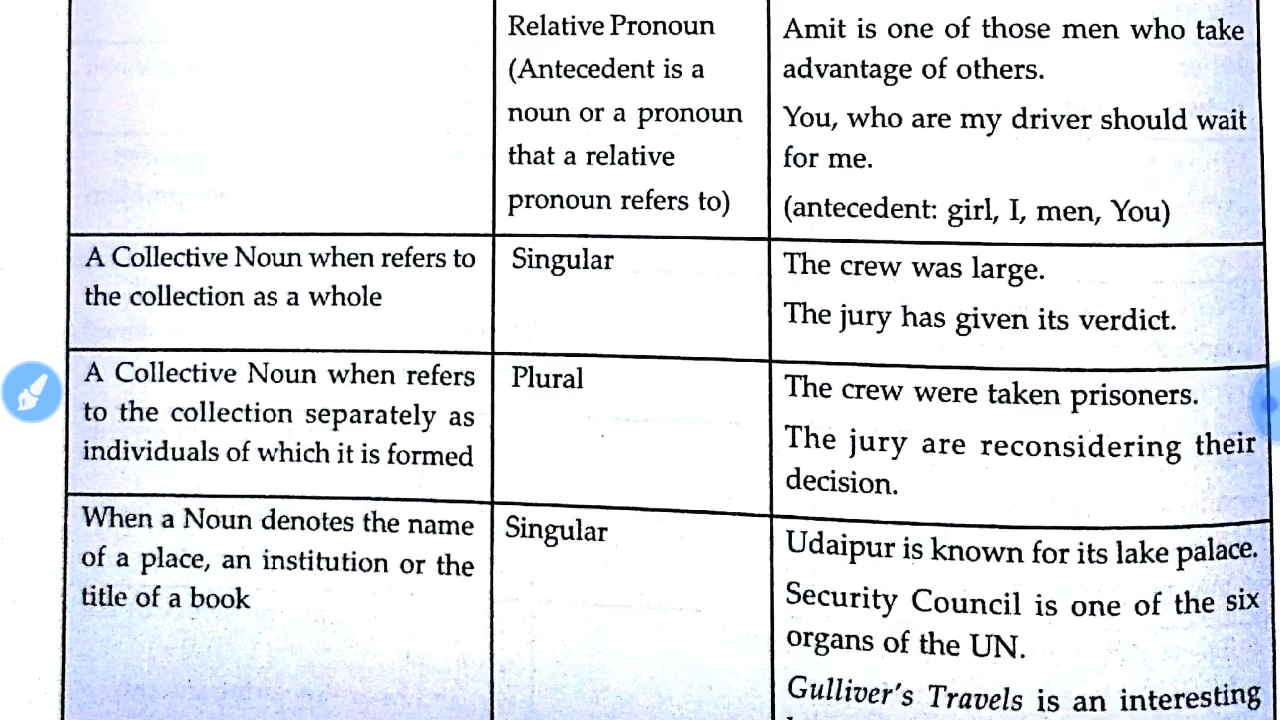 Relative Pronoun
(Antecedent is a
noun or a pronoun
that a relative
pronoun refers to)
Amit is one of those men who take
advantage of others.
You, who are my driver should wait
for me.
(antecedent: girl, I, men, You)
A Collective Noun when refers to
the collection as a whole
Singular
The crew was large.
The jury has given its verdict.
A Collective Noun when refers
to the collection separately as
individuals of which it is formed
Plural
The crew were taken prisoners.
The jury are reconsidering their
decision.
When a Noun denotes the name
of a place, an institution or the
title of a book
Singular
Udaipur is known for its lake palace.
Security Council is one of the six
organs of the UN.
Gulliver's Travels is an interesting